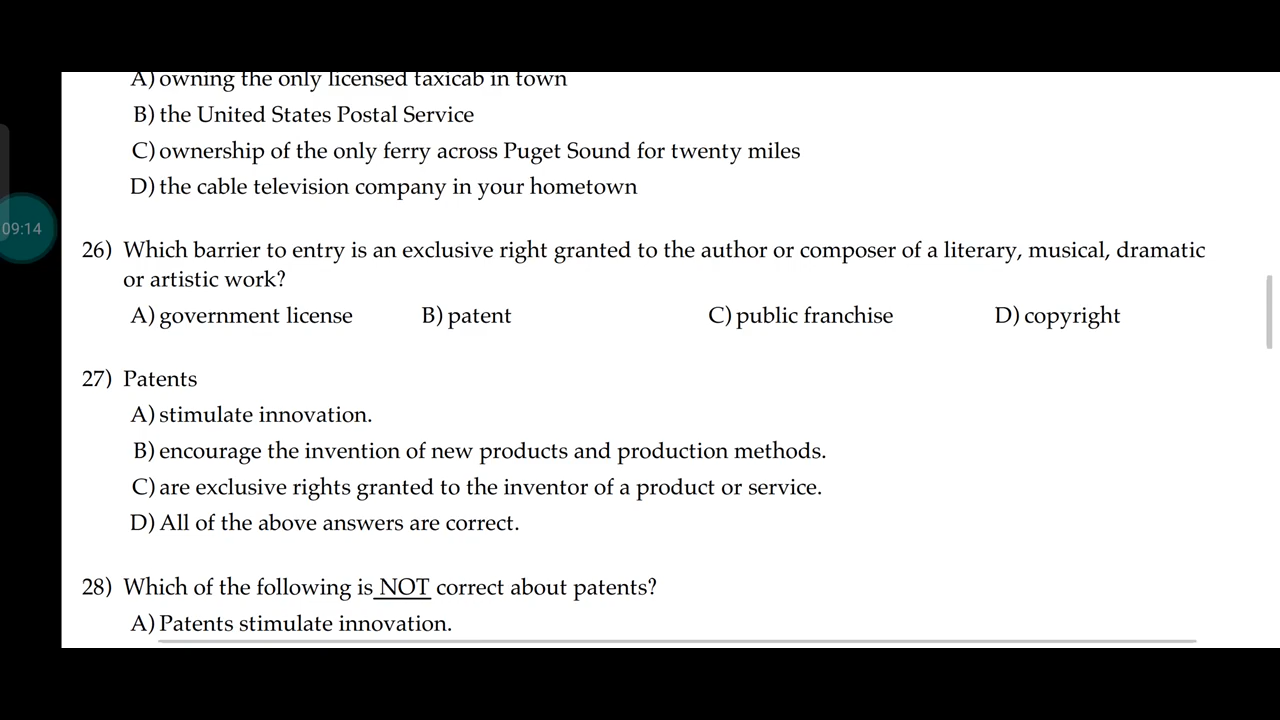 A) owning the only licensed taxicab in town
B) the United States Postal Service
C) ownership of the only ferry across Puget Sound for twenty miles
D) the cable television company in your hometown
09:14
26) Which barrier to entry is an exclusive right granted to the author or composer of a literary, musical, dramatic
or artistic work?
A) government license B) patent C) public franchise D) copyright
27) Patents
A) stimulate innovation.
B) encourage the invention of new products and production methods.
C) are exclusive rights granted to the inventor of a product or service.
D) All of the above answers are correct.
28) Which of the following is NOT correct about patents?
A) Patents stimulate innovation.